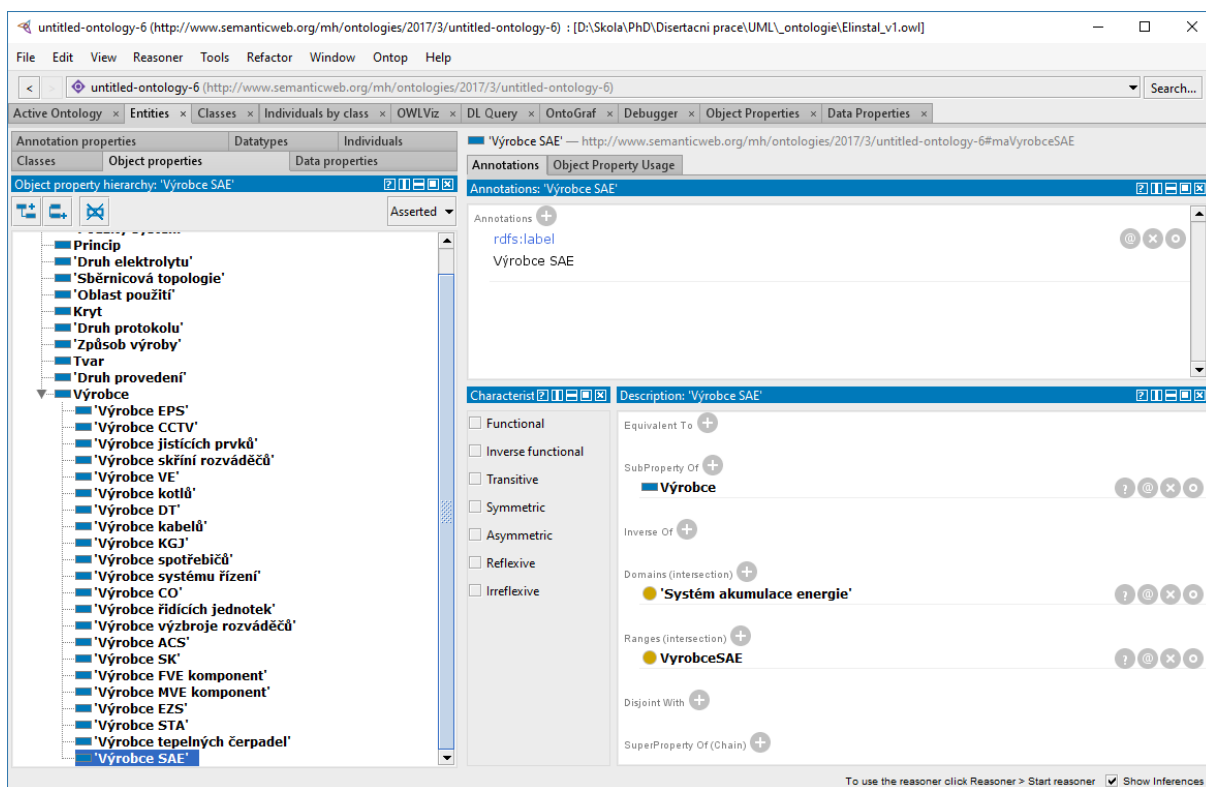 untitled-ontology-6 (http://www.semanticweb.org/mh/ontologies/2017/3/untitled-ontology-6) : [D:\Skola\PhD\Disertacni prace\UML\_ontologie\Elinstal_v1.owl]
File Edit View Reasoner Tools Refactor Window Ontop Help
< > untitled-ontology-6 (http://www.semanticweb.org/mh/ontologies/2017/3/untitled-ontology-6) Search...
Active Ontology × Entities × Classes × Individuals by class × OWLViz × DL Query × OntoGraf × Debugger × Object Properties × Data Properties ×
Annotation properties Datatypes Individuals
Classes Object properties Data properties
Object property hierarchy: 'Výrobce SAE'
Asserted
Princip
'Druh elektrolytu'
'Sběrnicová topologie'
'Oblast použití'
Kryt
'Druh protokolu'
'Způsob výroby'
Tvar
'Druh provedení'
Výrobce
'Výrobce EPS'
'Výrobce CCTV'
'Výrobce jistících prvků'
'Výrobce skříní rozváděčů'
'Výrobce VE'
'Výrobce kotlů'
'Výrobce DT'
'Výrobce kabelů'
'Výrobce KGJ'
'Výrobce spotřebičů'
'Výrobce systému řízení'
'Výrobce CO'
'Výrobce řidících jednotek'
'Výrobce výzbroje rozváděčů'
'Výrobce ACS'
'Výrobce SK'
'Výrobce FVE komponent'
'Výrobce MVE komponent'
'Výrobce EZS'
'Výrobce STA'
'Výrobce tepelných čerpadel'
'Výrobce SAE'
'Výrobce SAE' — http://www.semanticweb.org/mh/ontologies/2017/3/untitled-ontology-6#maVyrobceSAE
Annotations Object Property Usage
Annotations: 'Výrobce SAE'
Annotations
rdfs:label
Výrobce SAE
Characterist
Functional
Inverse functional
Transitive
Symmetric
Asymmetric
Reflexive
Irreflexive
Description: 'Výrobce SAE'
Equivalent To
SubProperty Of
Výrobce
Inverse Of
Domains (intersection)
'Systém akumulace energie'
Ranges (intersection)
VyrobceSAE
Disjoint With
SuperProperty Of (Chain)
To use the reasoner click Reasoner > Start reasoner Show Inferences